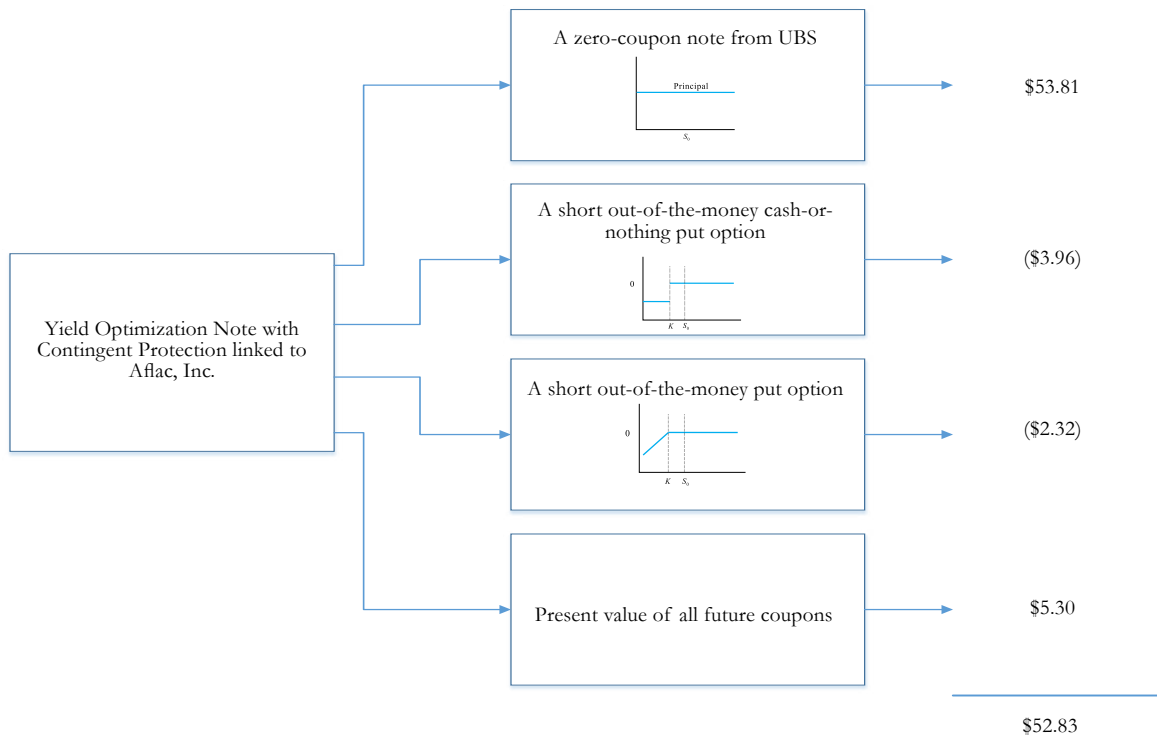 A zero-coupon note from UBS
Principal
S₀
$53.81
A short out-of-the-money cash-or-
nothing put option
0
K S₀
($3.96)
Yield Optimization Note with
Contingent Protection linked to
Aflac, Inc.
A short out-of-the-money put option
0
K S₀
($2.32)
Present value of all future coupons
$5.30
$52.83